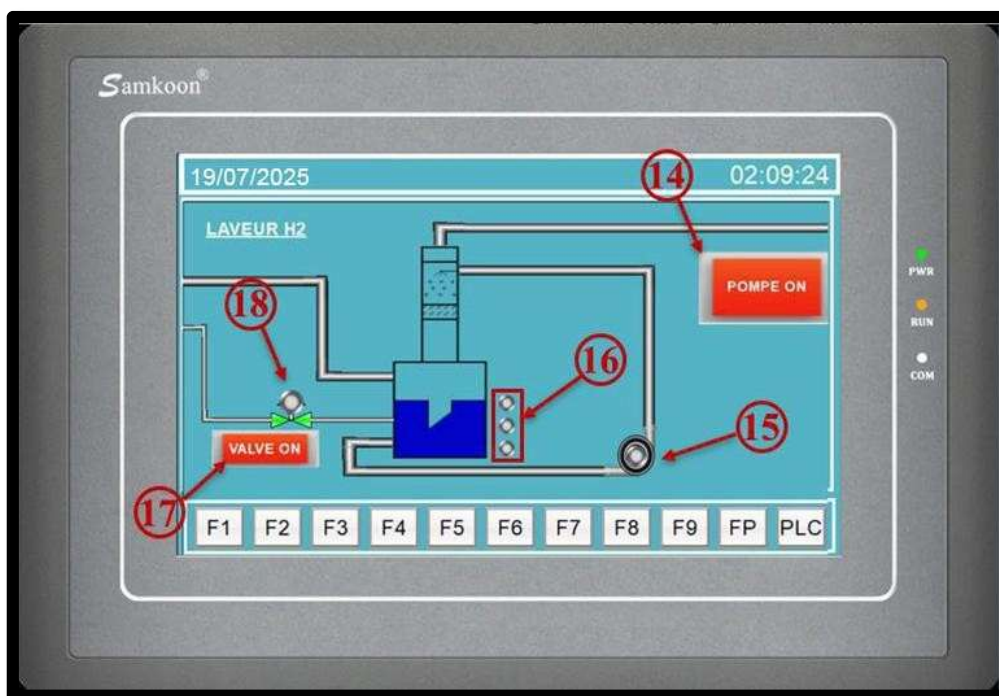 Samkoon®
19/07/2025
02:09:24
14
LAVEUR H2
POMPE ON
PWR
RUN
COM
18
16
15
VALVE ON
17
F1 F2 F3 F4 F5 F6 F7 F8 F9 FP PLC